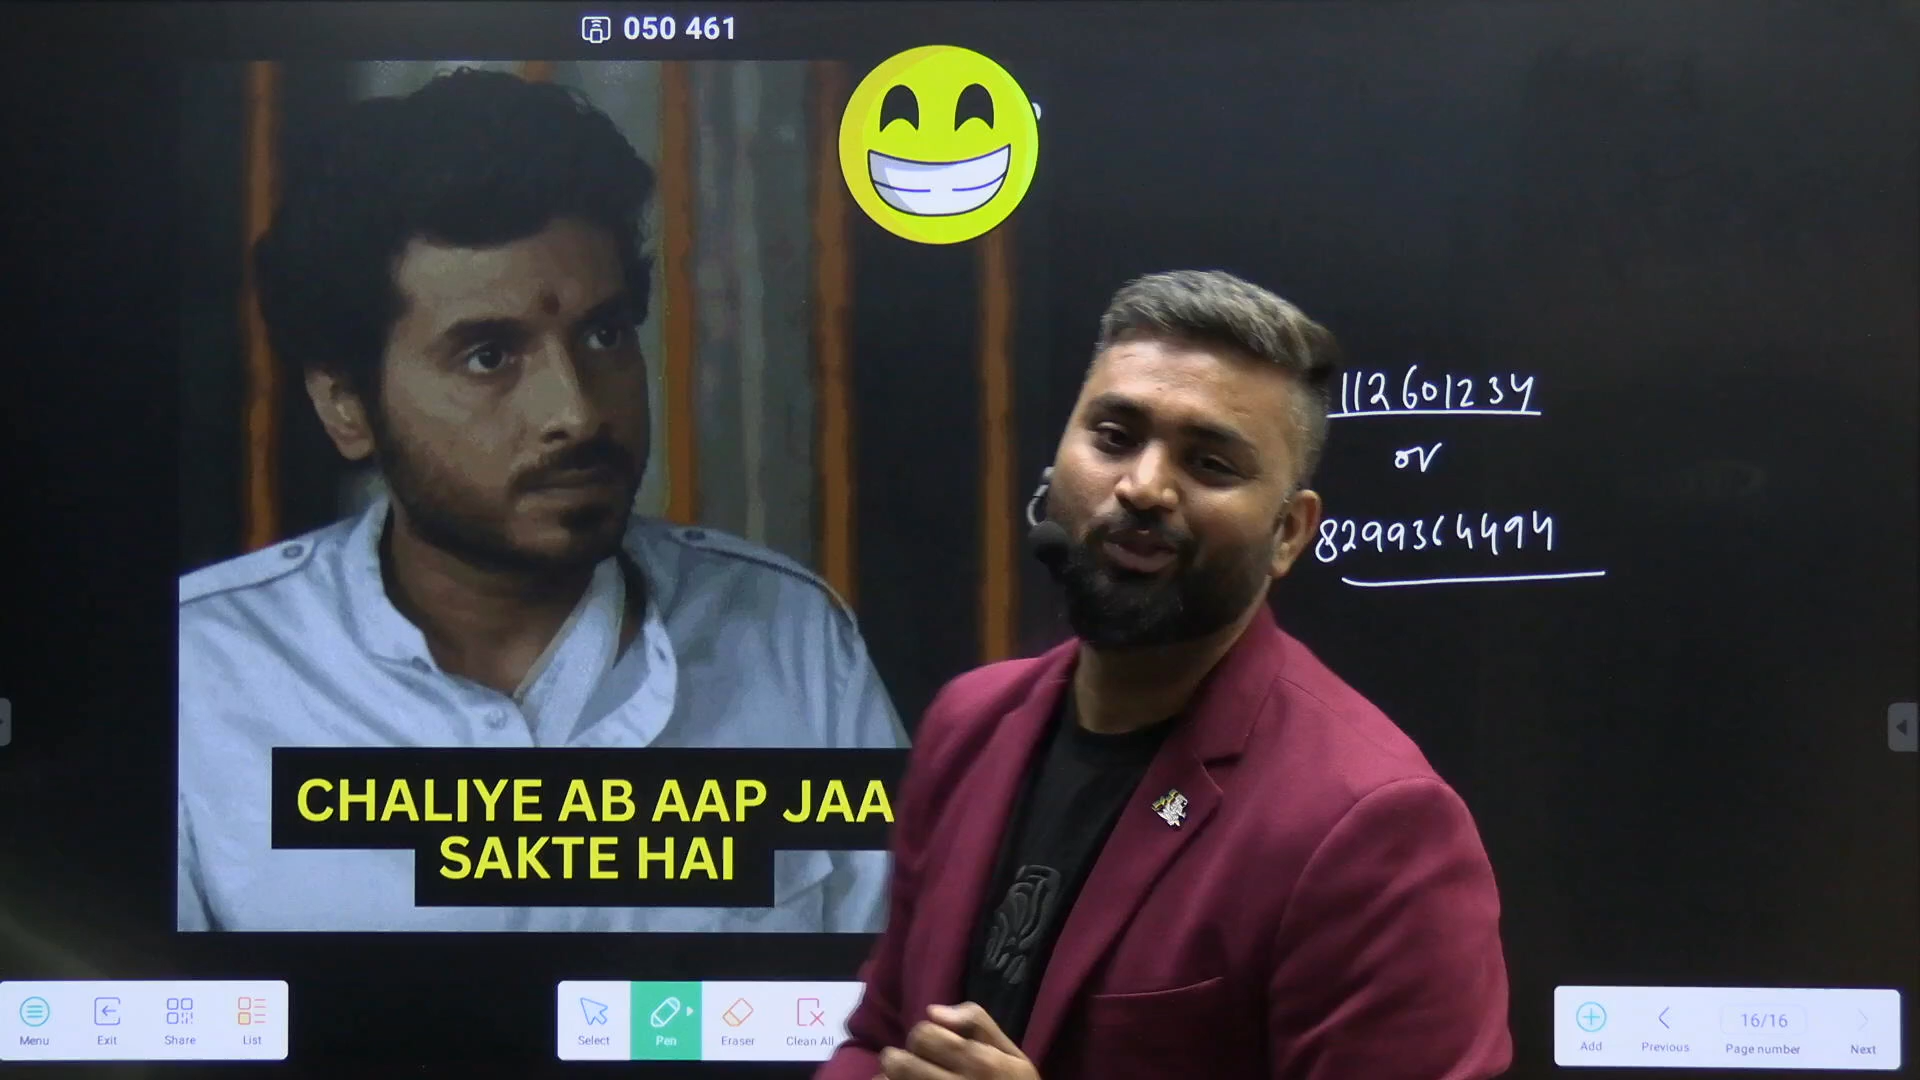 050 461
112601234
or
8299364494
CHALIYE AB AAP JAA
SAKTE HAI
Menu
Exit
Share
List
Select
Pen
Eraser
Clean All
Add
Previous
16/16
Page number
Next